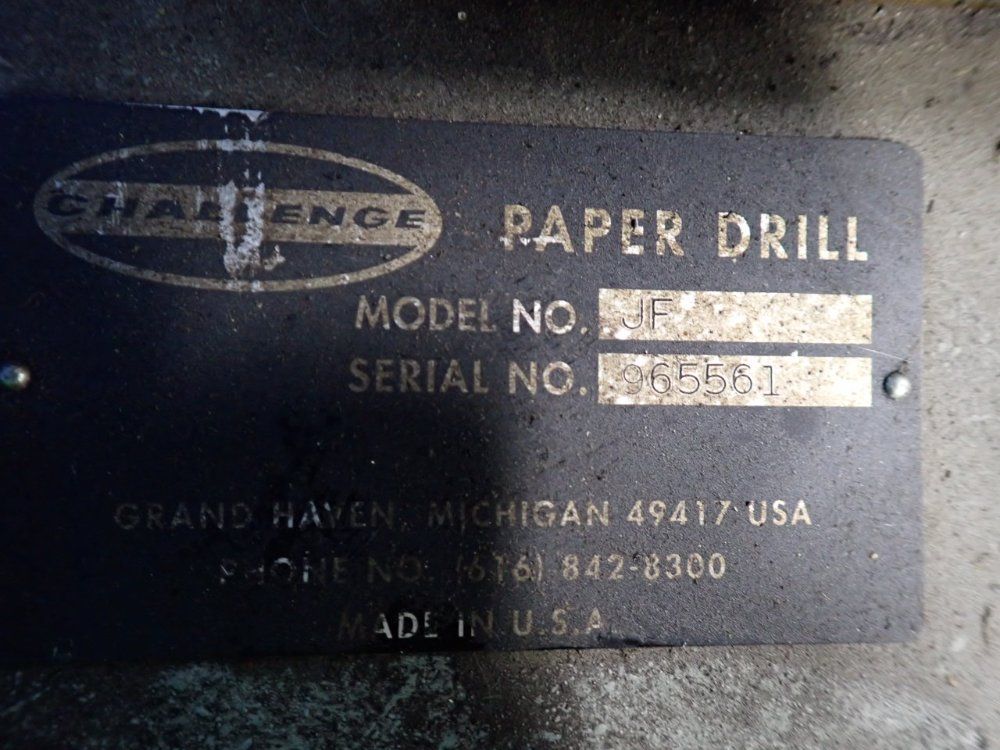 CHALLENGE PAPER DRILL
MODEL NO. JF
SERIAL NO. 965561
GRAND HAVEN, MICHIGAN 49417 USA
PHONE NO. (616) 842-8300
MADE IN U.S.A.